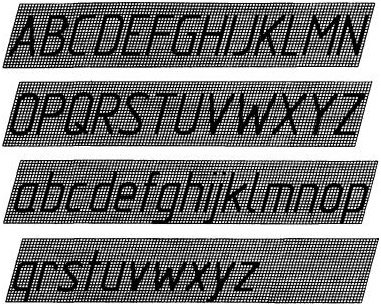 ABCDEFGHIJKLMN
OPQRSTUVWXYZ
abcdefghijklmnop
qrstuvwxyz